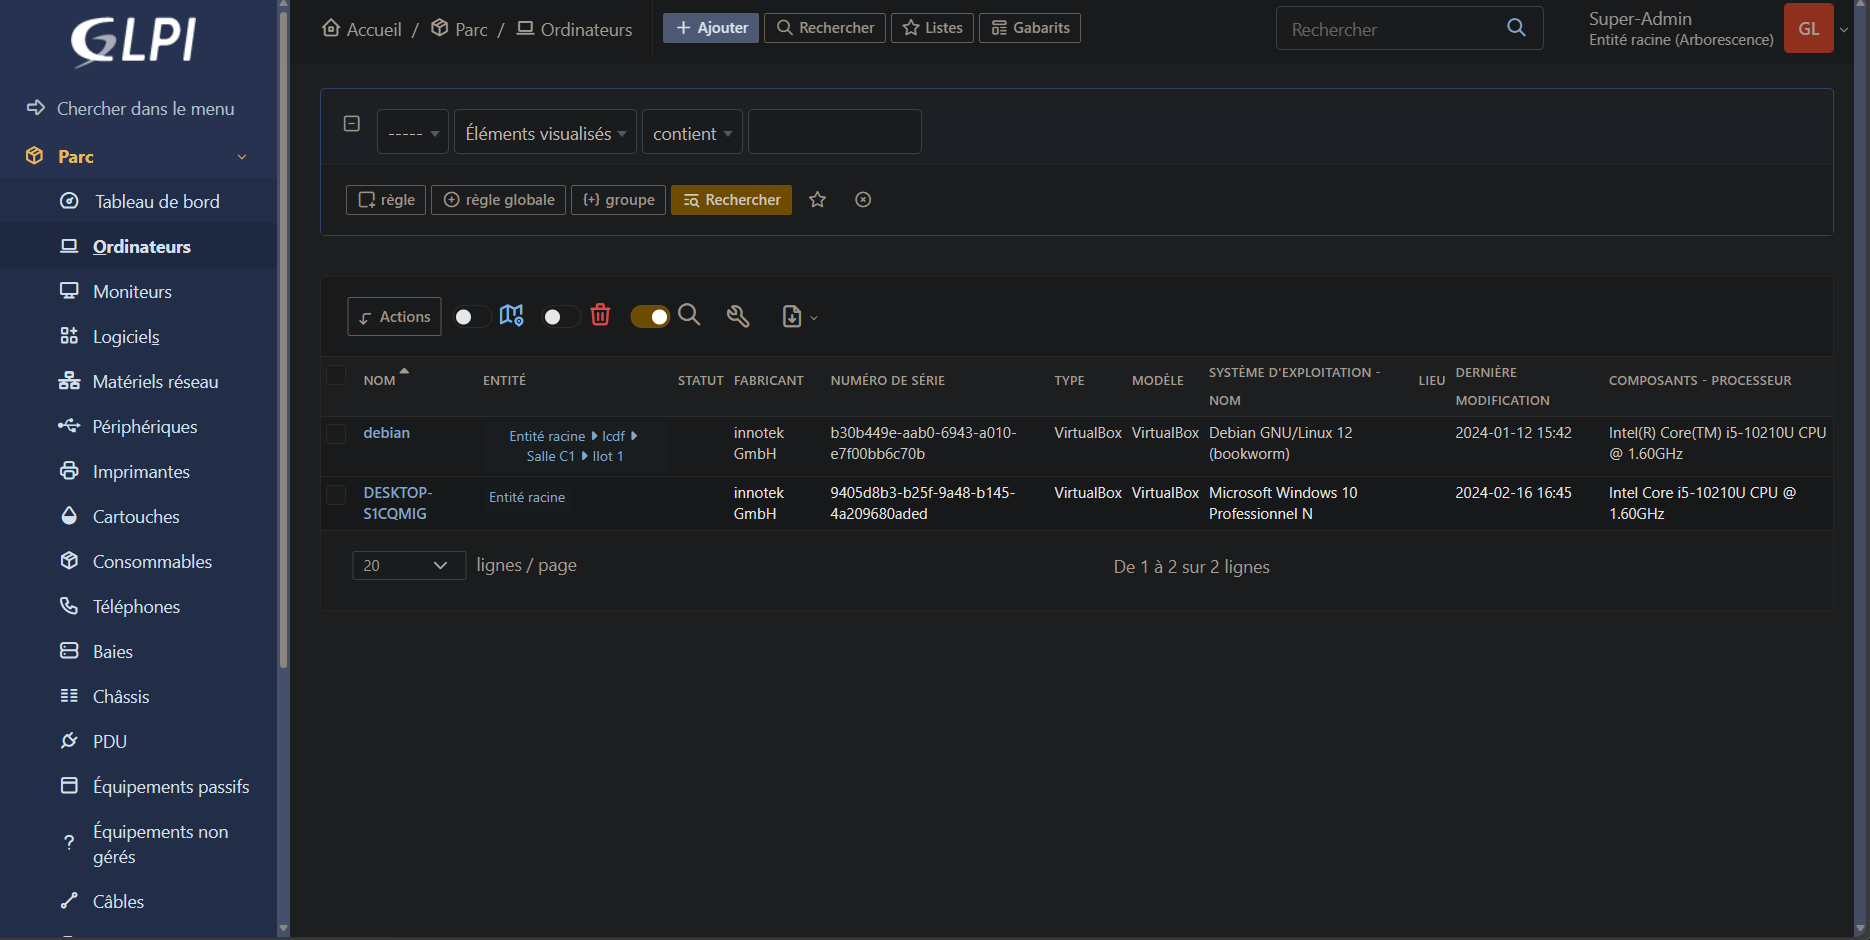 GLPI
Chercher dans le menu
Parc
Tableau de bord
Ordinateurs
Moniteurs
Logiciels
Matériels réseau
Périphériques
Imprimantes
Cartouches
Consommables
Téléphones
Baies
Châssis
PDU
Équipements passifs
Équipements non
gérés
Câbles
Accueil / Parc / Ordinateurs
Ajouter Rechercher Listes Gabarits
Rechercher
Super-Admin
Entité racine (Arborescence)
GL
----- Éléments visualisés contient
règle règle globale groupe Rechercher
Actions
NOM ENTITÉ STATUT FABRICANT NUMÉRO DE SÉRIE TYPE MODÈLE SYSTÈME D'EXPLOITATION - NOM LIEU DERNIÈRE MODIFICATION COMPOSANTS - PROCESSEUR
debian Entité racine lcdf innotek b30b449e-aab0-6943-a010- VirtualBox VirtualBox Debian GNU/Linux 12 2024-01-12 15:42 Intel(R) Core(TM) i5-10210U CPU
Salle C1 Ilot 1 GmbH e7f00bb6c70b (bookworm) @ 1.60GHz
DESKTOP- Entité racine innotek 9405d8b3-b25f-9a48-b145- VirtualBox VirtualBox Microsoft Windows 10 2024-02-16 16:45 Intel Core i5-10210U CPU @
S1CQMIG GmbH 4a209680aded Professionnel N 1.60GHz
20 lignes / page De 1 à 2 sur 2 lignes